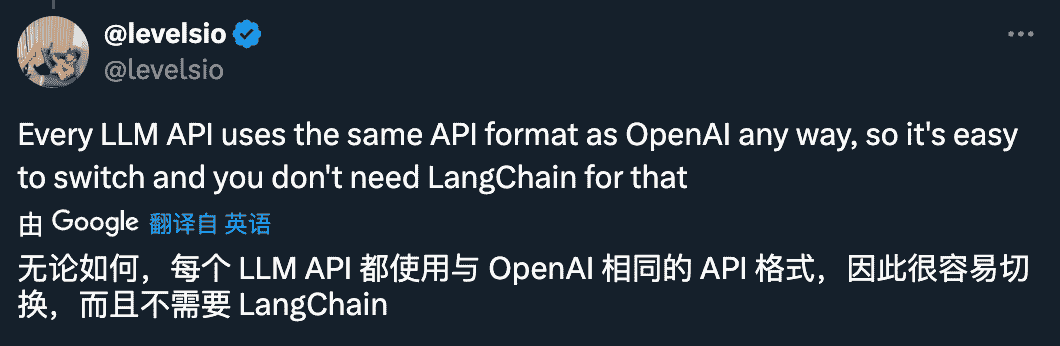 @levelsio
@levelsio
Every LLM API uses the same API format as OpenAI any way, so it's easy
to switch and you don't need LangChain for that
由 Google 翻译自 英语
无论如何，每个 LLM API 都使用与 OpenAI 相同的 API 格式，因此很容易切
换，而且不需要 LangChain